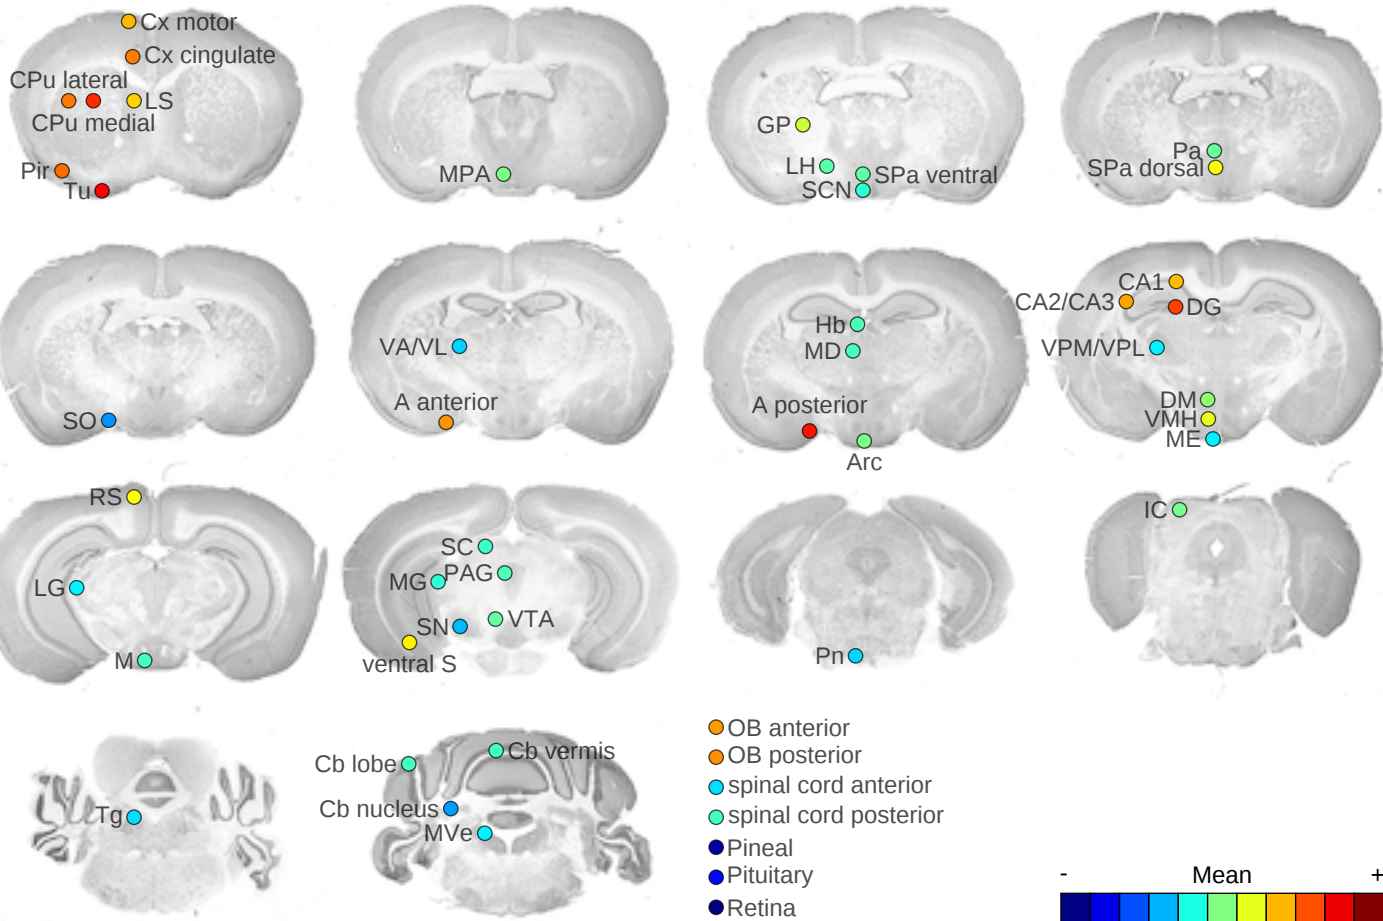 Cx motor
Cx cingulate
CPu lateral
LS
CPu medial
Pir
Tu
MPA
GP
LH
SPa ventral
SCN
Pa
SPa dorsal
SO
VA/VL
A anterior
Hb
MD
A posterior
Arc
CA1
CA2/CA3
DG
VPM/VPL
DM
VMH
ME
RS
LG
M
SC
PAG
MG
VTA
SN
ventral S
Pn
IC
Tg
Cb vermis
Cb lobe
Cb nucleus
MVe
OB anterior
OB posterior
spinal cord anterior
spinal cord posterior
Pineal
Pituitary
Retina
- Mean +